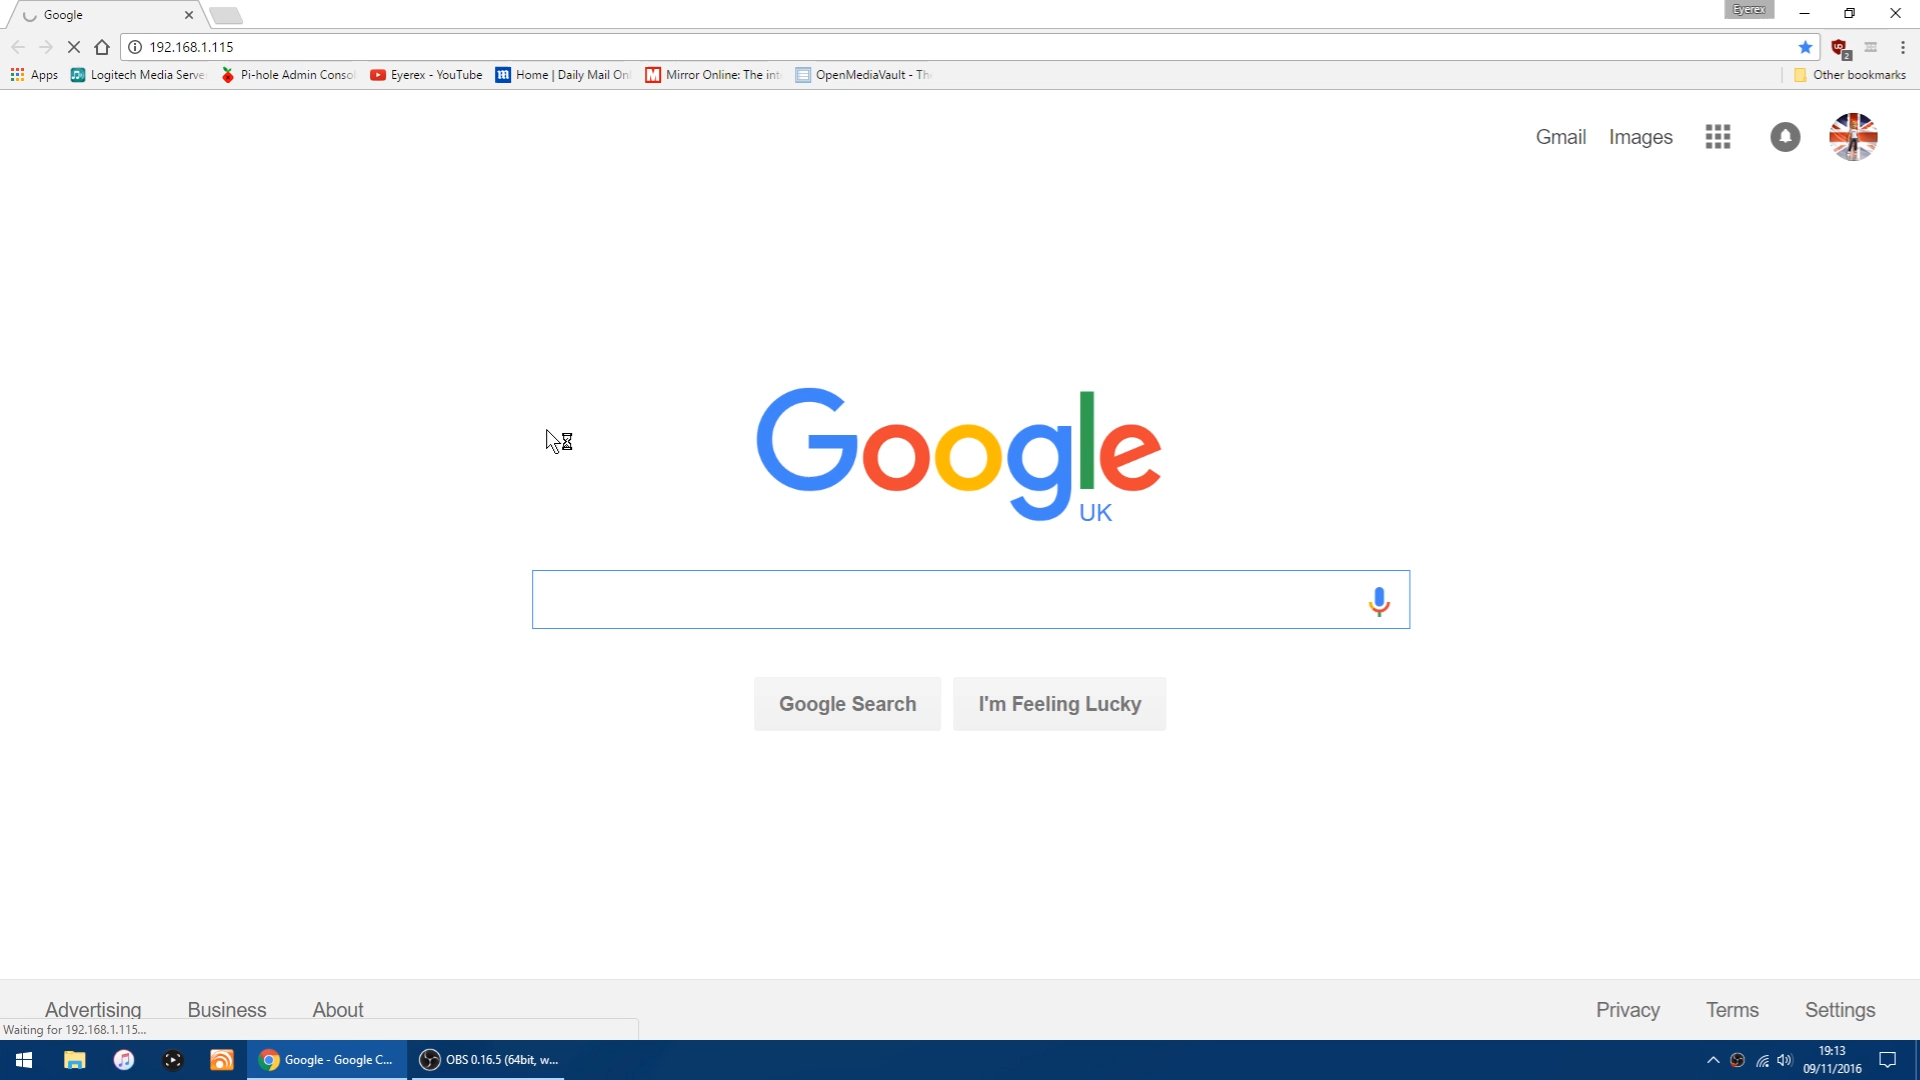 Google
Eyerex
192.168.1.115
2
Apps
Logitech Media Serve
Pi-hole Admin Consol
Eyerex - YouTube
Home | Daily Mail Onl
Mirror Online: The int
OpenMediaVault - Th
Other bookmarks
Gmail
Images
Google
UK
Google Search
I'm Feeling Lucky
Advertising
Business
About
Privacy
Terms
Settings
Waiting for 192.168.1.115...
Google - Google C...
OBS 0.16.5 (64bit, w...
19:13
09/11/2016